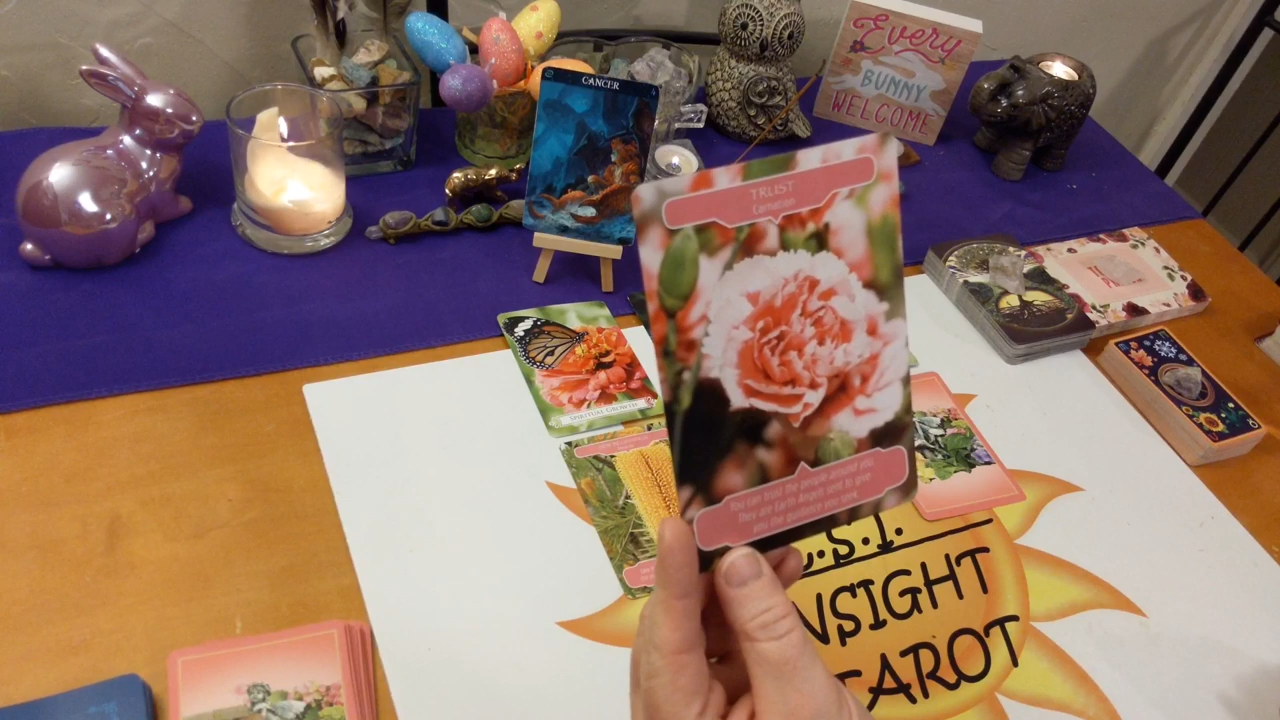 CANCER
Every
BUNNY
WELCOME
TRUST
Carnation
You can trust the people around you.
They are Earth Angels sent to give
you the guidance you seek.
SPIRITUAL GROWTH
.S.I.
NSIGHT
TAROT